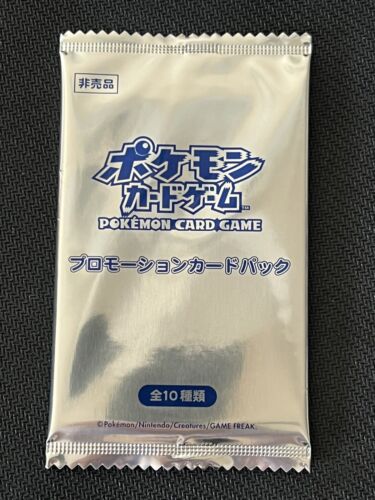 非売品
ポケモン
カードゲーム™
POKÉMON CARD GAME
プロモーションカードパック
全10種類
©Pokémon/Nintendo/Creatures/GAME FREAK.